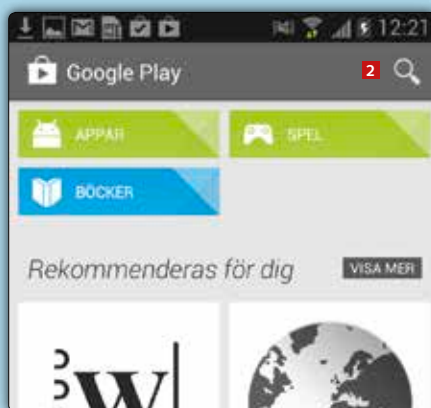 12:21
Google Play
2
APPAR
SPEL
BÖCKER
Rekommenderas för dig
VISA MER
W